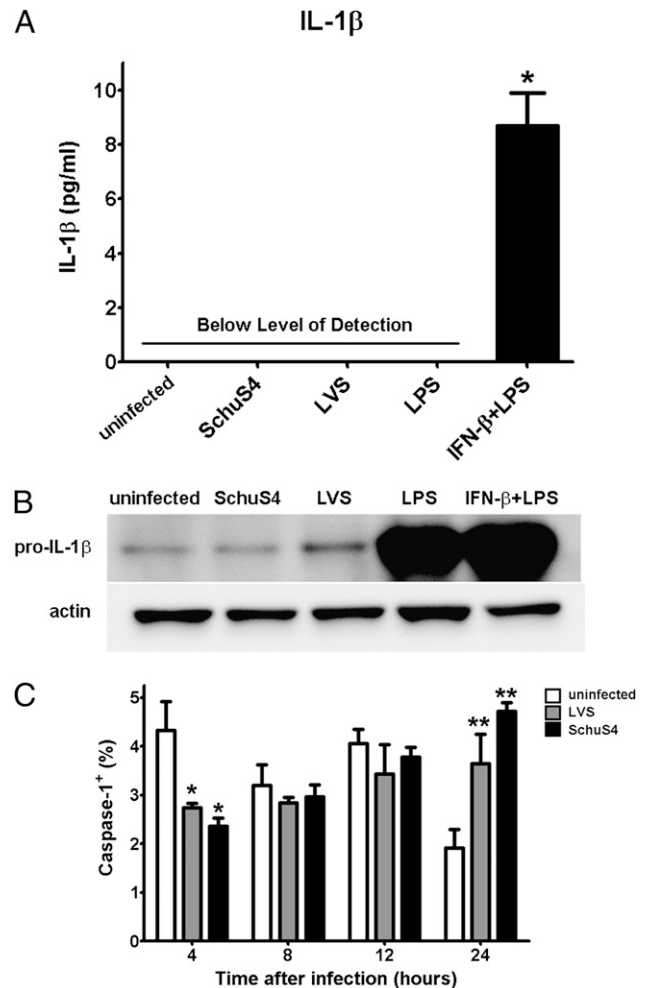 A
IL-1β
IL-1β (pg/ml)
10
8
6
4
2
0
Below Level of Detection
*
uninfected
SchuS4
LVS
LPS
IFN-β+LPS
B
uninfected SchuS4 LVS LPS IFN-β+LPS
pro-IL-1β
actin
C
Caspase-1+ (%)
5
4
3
2
1
0
* * ** **
uninfected
LVS
SchuS4
4 8 12 24
Time after infection (hours)